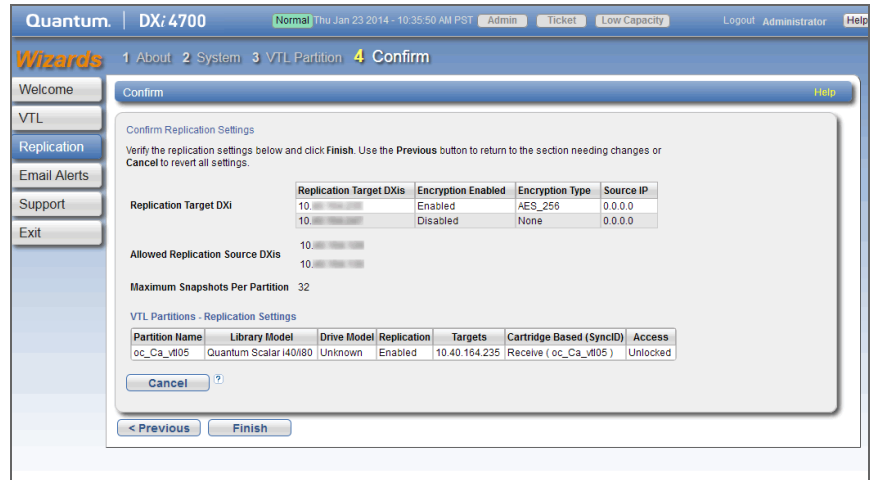 Quantum. DXi 4700 Normal Thu Jan 23 2014 - 10:35:50 AM PST Admin Ticket Low Capacity Logout Administrator Help
Wizards 1 About 2 System 3 VTL Partition 4 Confirm
Welcome
VTL
Replication
Email Alerts
Support
Exit
Confirm Help
Confirm Replication Settings
Verify the replication settings below and click Finish. Use the Previous button to return to the section needing changes or
Cancel to revert all settings.
Replication Target DXis Encryption Enabled Encryption Type Source IP
Replication Target DXi 10. Enabled AES_256 0.0.0.0
10. Disabled None 0.0.0.0
Allowed Replication Source DXis 10.
10.
Maximum Snapshots Per Partition 32
VTL Partitions - Replication Settings
Partition Name Library Model Drive Model Replication Targets Cartridge Based (SyncID) Access
oc_Ca_vtl05 Quantum Scalar i40/i80 Unknown Enabled 10.40.164.235 Receive ( oc_Ca_vtl05 ) Unlocked
Cancel ?
< Previous Finish